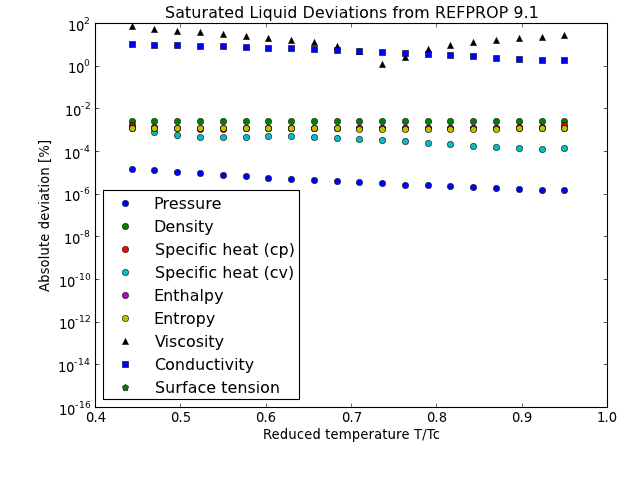 Saturated Liquid Deviations from REFPROP 9.1
10^2
10^0
10^-2
10^-4
10^-6
10^-8
10^-10
10^-12
10^-14
10^-16
Absolute deviation [%]
Pressure
Density
Specific heat (cp)
Specific heat (cv)
Enthalpy
Entropy
Viscosity
Conductivity
Surface tension
0.4 0.5 0.6 0.7 0.8 0.9 1.0
Reduced temperature T/Tc